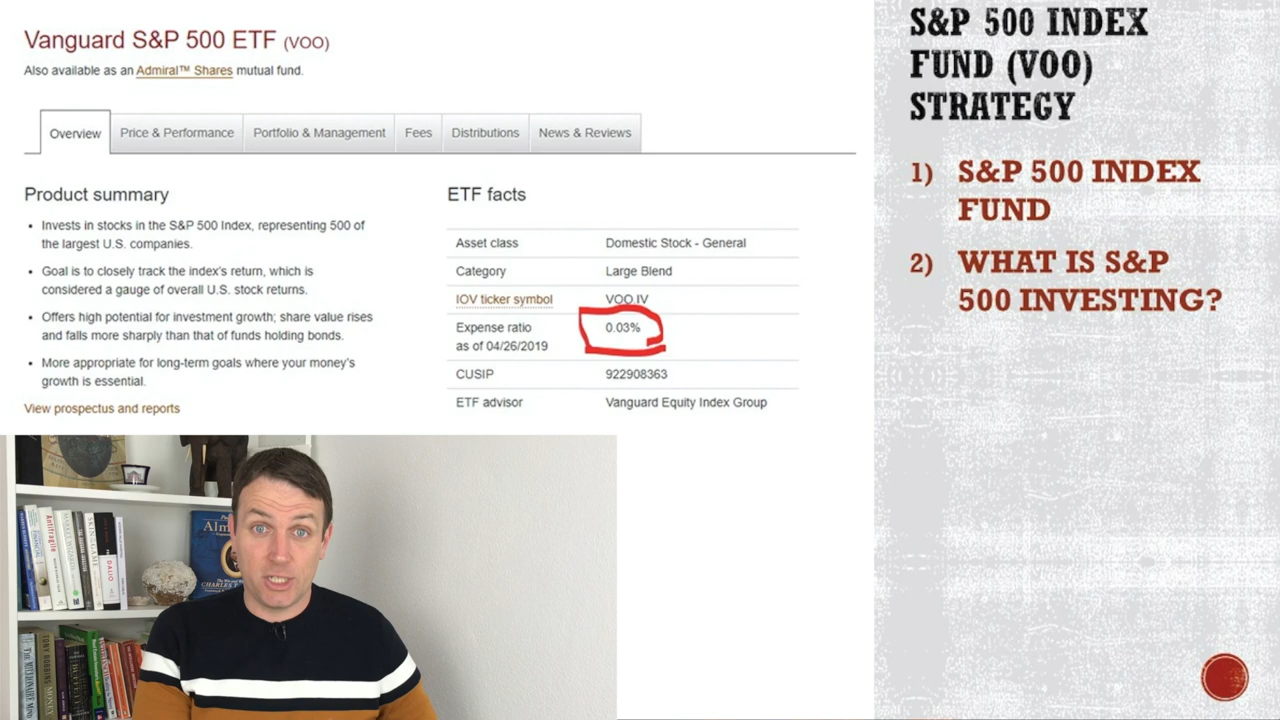 Vanguard S&P 500 ETF (VOO)
Also available as an Admiral™ Shares mutual fund.
Overview
Price & Performance
Portfolio & Management
Fees
Distributions
News & Reviews
Product summary
• Invests in stocks in the S&P 500 Index, representing 500 of
the largest U.S. companies.
• Goal is to closely track the index's return, which is
considered a gauge of overall U.S. stock returns.
• Offers high potential for investment growth; share value rises
and falls more sharply than that of funds holding bonds.
• More appropriate for long-term goals where your money's
growth is essential.
View prospectus and reports
ETF facts
Asset class Domestic Stock - General
Category Large Blend
IOV ticker symbol VOO.IV
Expense ratio 0.03%
as of 04/26/2019
CUSIP 922908363
ETF advisor Vanguard Equity Index Group
S&P 500 INDEX
FUND (VOO)
STRATEGY
1) S&P 500 INDEX
FUND
2) WHAT IS S&P
500 INVESTING?
Antifragile
DALIO
TONY ROBBINS MONEY